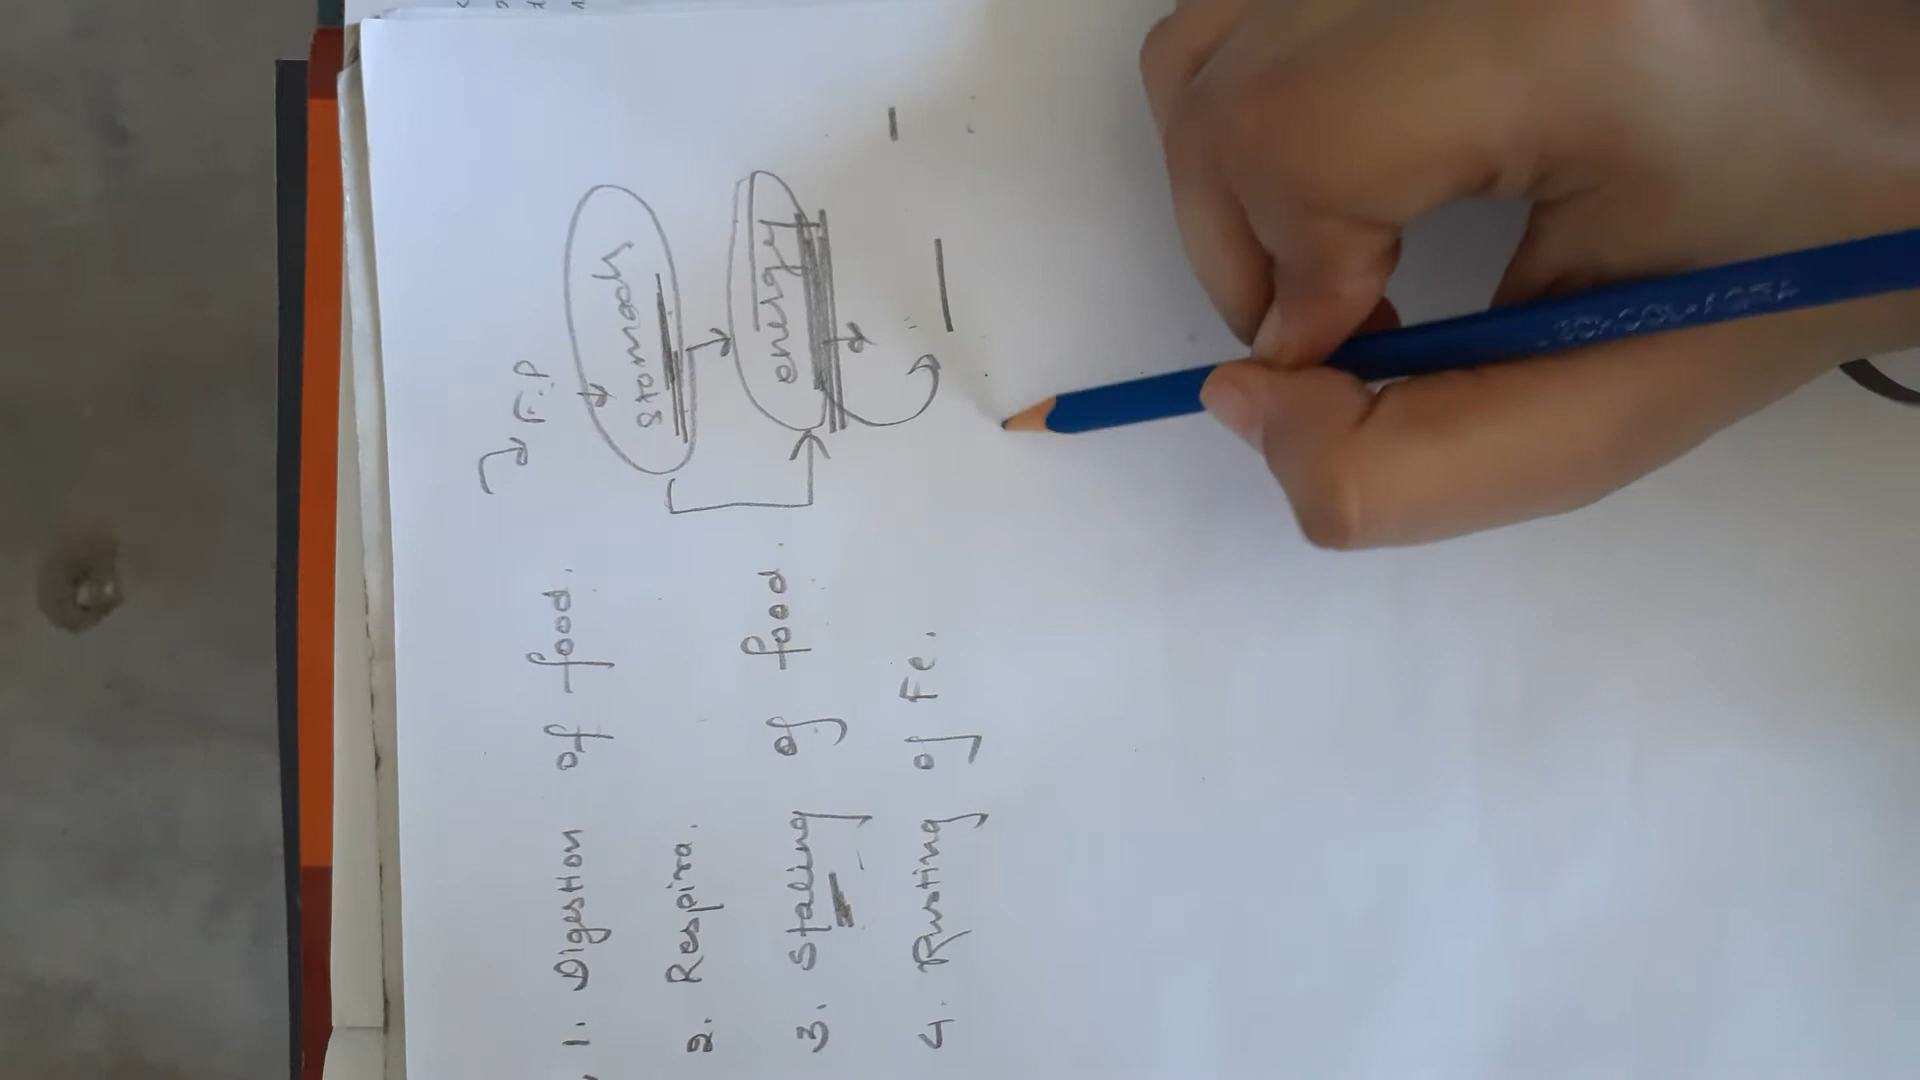 1. Digestion of food.
2. Respira.
3. Staling of food.
4. Rusting of Fe.
F.P
stomach
energy